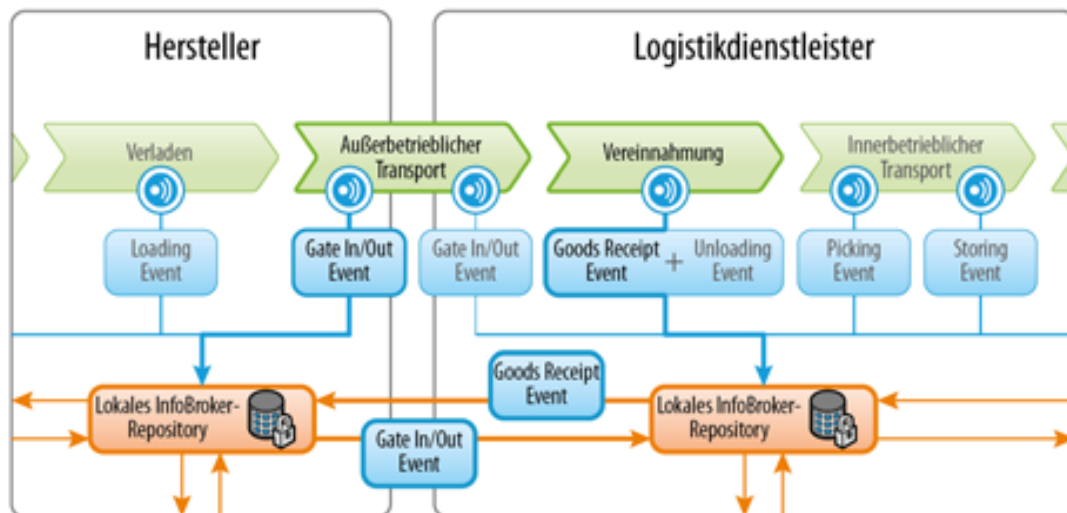 Hersteller
Logistikdienstleister
Verladen
Außerbetrieblicher
Transport
Vereinnahmung
Innerbetrieblicher
Transport
Loading
Event
Gate In/Out
Event
Gate In/Out
Event
Goods Receipt
Event
+
Unloading
Event
Picking
Event
Storing
Event
Goods Receipt
Event
Lokales InfoBroker-
Repository
Gate In/Out
Event
Lokales InfoBroker-
Repository